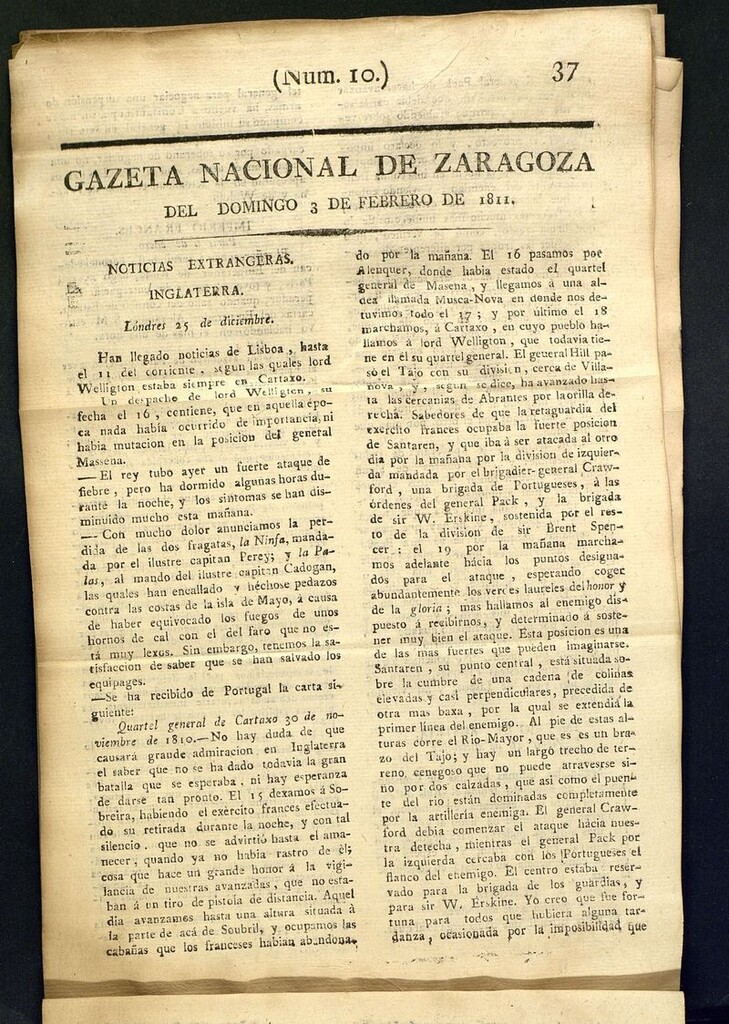 (Num. 10.)
37
GAZETA NACIONAL DE ZARAGOZA
DEL DOMINGO 3 DE FEBRERO DE 1811.
NOTICIAS EXTRANGERAS.
INGLATERRA.
Lóndres 25 de diciembre.
Han llegado noticias de Lisboa, hasta
el 11 del corriente, segun las quales lord
Welligton estaba siempre en Cartaxo.
Un despacho de lord Welligton, su
fecha el 16, contiene, que en aquella épo-
ca nada había ocurrido de importancia, ni
habia mutacion en la posicion del general
Massena.
— El rey tubo ayer un fuerte ataque de
fiebre, pero ha dormido algunas horas du-
rante la noche, y los sintomas se han dis-
minuido mucho esta mañana.
— Con mucho dolor anunciamos la per-
dida de las dos fragatas, la Ninfa, manda-
da por el ilustre capitan Perey; y la Pa-
las, al mando del ilustre capitan Cadogan,
las quales han encallado y héchose pedazos
contra las costas de la isla de Mayo, á causa
de haber equivocado los fuegos de unos
hornos de cal con el del faro que no es-
tá muy lexos. Sin embargo, tenemos la sa-
tisfaccion de saber que se han salvado los
equipages.
—Se ha recibido de Portugal la carta si-
guiente:
Quartel general de Cartaxo 30 de no-
viembre de 1810.—No hay duda de que
causará grande admiracion en Inglaterra
el saber que no se ha dado todavia la gran
batalla que se esperaba, ni hay esperanza
de darse tan pronto. El 15 dexamos á So-
breira, habiendo el exército frances efectua-
do su retirada durante la noche, y con tal
silencio, que no se advirtió hasta el ama-
necer, quando ya no habia rastro de él;
cosa que hace un grande honor á la vigi-
lancia de nuestras avanzadas, que no esta-
ban á un tiro de pistola de distancia. Aquel
dia avanzamos hasta una altura situada á
la parte de acá de Soubril, y ocupamos las
cabañas que los franceses habian abandona-
do por la mañana. El 16 pasamos por
Alenquer, donde habia estado el quartel
general de Masena, y llegamos á una al-
dea llamada Musca-Nova en donde nos de-
tuvimos todo el 17; y por último el 18
marchamos, á Cartaxo, en cuyo pueblo ha-
llamos á lord Welligton, que todavia tie-
ne en él su quartel general. El general Hill pa-
só el Tajo con su division, cerca de Villa-
nova, y, segun se dice, ha avanzado has-
ta las cercanias de Abrantes por la orilla de-
recha. Sabedores de que la retaguardia del
exército frances ocupaba la fuerte posicion
de Santaren, y que iba á ser atacada al otro
dia por la mañana por la division de izquier-
da mandada por el brigadier-general Craw-
ford, una brigada de Portugueses, á las
órdenes del general Pack, y la brigada
de sir W. Erskine, sostenida por el res-
to de la division de sir Brent Spen-
cer: el 19 por la mañana marcha-
mos adelante hácia los puntos designa-
dos para el ataque, esperando coger
abundantemente los verdes laureles del honor y
de la gloria; mas hallamos al enemigo dis-
puesto á recibirnos, y determinado á soste-
ner muy bien el ataque. Esta posicion es una
de las mas fuertes que pueden imaginarse.
Santaren, su punto central, está situada so-
bre la cumbre de una cadena de colinas
elevadas y casi perpendiculares, precedida de
otra mas baxa, por la qual se extendia la
primer línea del enemigo. Al pie de estas al-
turas corre el Rio-Mayor, que es un bra-
zo del Tajo; y hay un largo trecho de ter-
reno cenegoso que no puede atravesrse si-
no por dos calzadas, que asi como el puen-
te del rio están dominadas completamente
por la artillería enemiga. El general Craw-
ford debia comenzar el ataque hácia nues-
tra detecha, mientras el general Pack por
la izquierda cercaba con los Portugueses el
flanco del enemigo. El centro estaba reser-
vado para la brigada de los guardias, y
para sir W. Erskine. Yo creo que fue for-
tuna para todos que hubiera alguna tar-
danza, ocasionada por la imposibilidad que